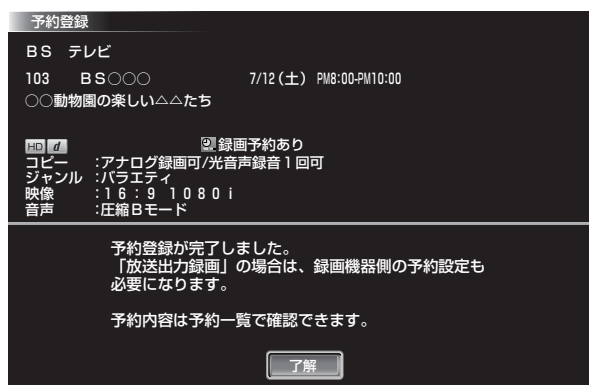 予約登録
BS テレビ
103 BS○○○ 7/12(土) PM8:00-PM10:00
○○動物園の楽しい△△たち
HD d 録画予約あり
コピー :アナログ録画可/光音声録音1回可
ジャンル :バラエティ
映像 :16:9 1080i
音声 :圧縮Bモード
予約登録が完了しました。
「放送出力録画」の場合は、録画機器側の予約設定も
必要になります。
予約内容は予約一覧で確認できます。
了解